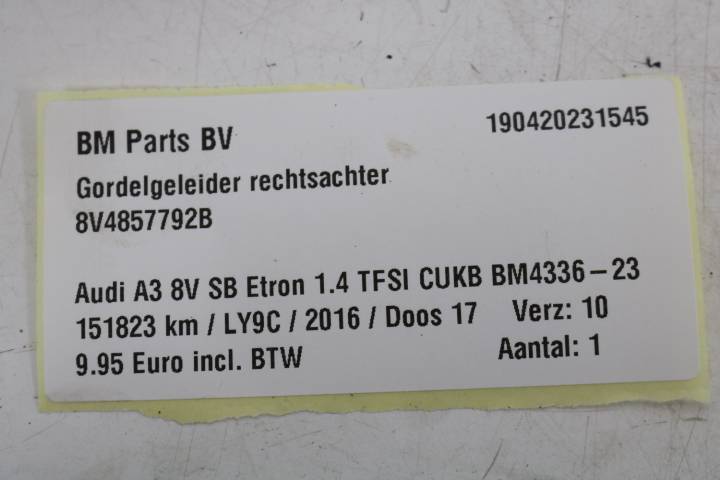 BM Parts BV 190420231545
Gordelgeleider rechtsachter
8V4857792B
Audi A3 8V SB Etron 1.4 TFSI CUKB BM4336-23
151823 km / LY9C / 2016 / Doos 17 Verz: 10
9.95 Euro incl. BTW Aantal: 1